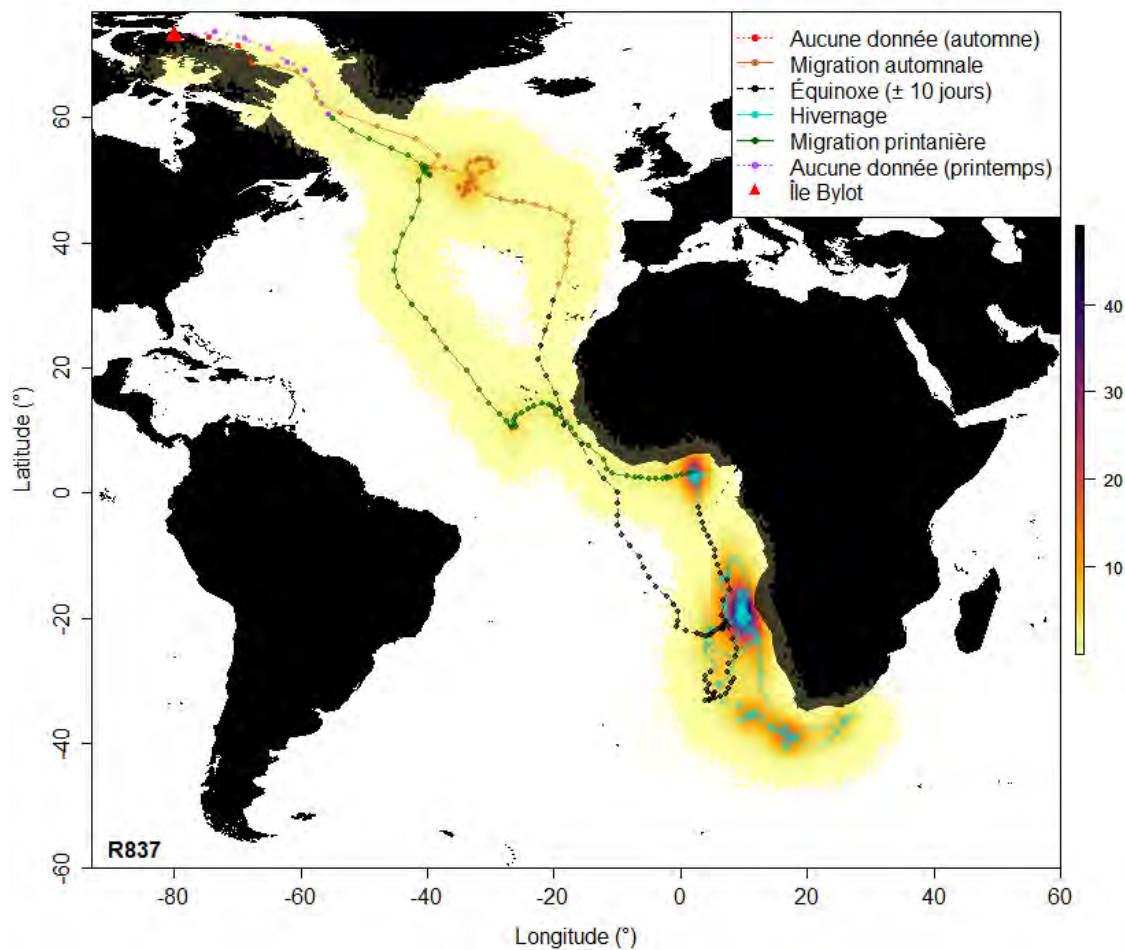 Aucune donnée (automne)
Migration automnale
Équinoxe (± 10 jours)
Hivernage
Migration printanière
Aucune donnée (printemps)
Île Bylot
60
40
20
0
-20
-40
-60
Latitude (°)
40
30
20
10
R837
-80
-60
-40
-20
0
20
40
60
Longitude (°)